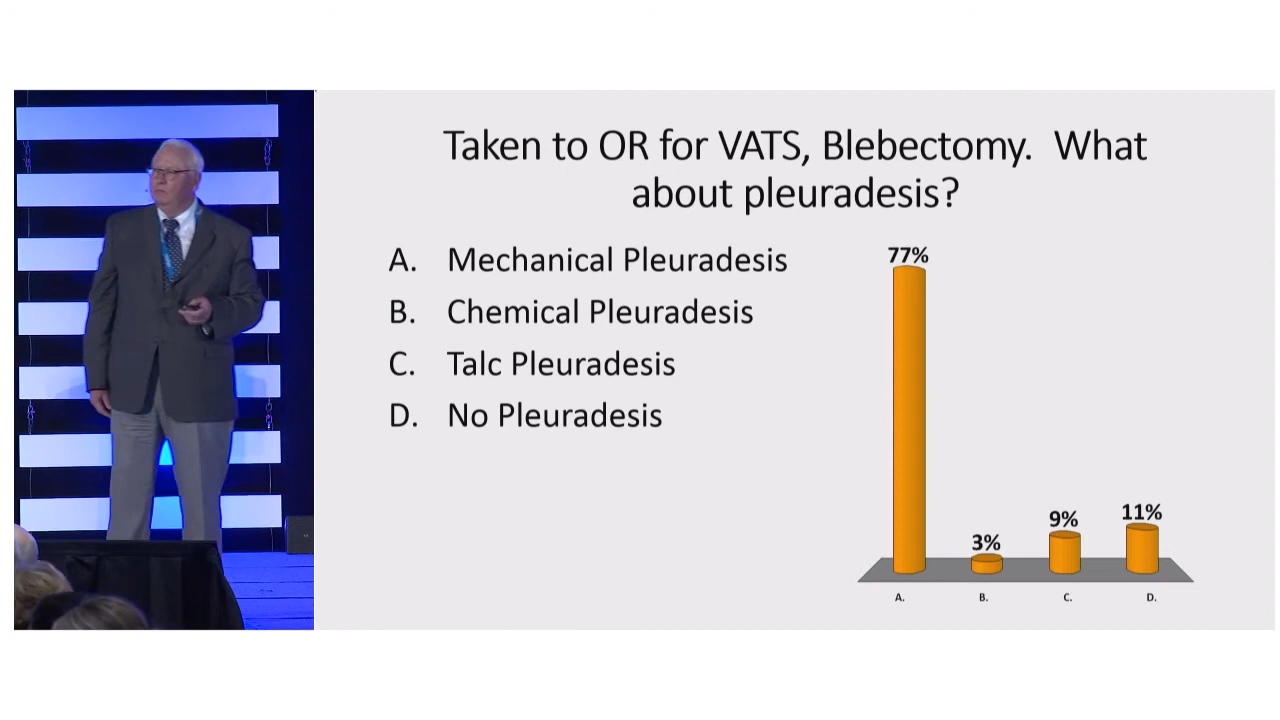 Taken to OR for VATS, Blebectomy. What
about pleuradesis?
A. Mechanical Pleuradesis
B. Chemical Pleuradesis
C. Talc Pleuradesis
D. No Pleuradesis
77%
3%
9%
11%
A.
B.
C.
D.